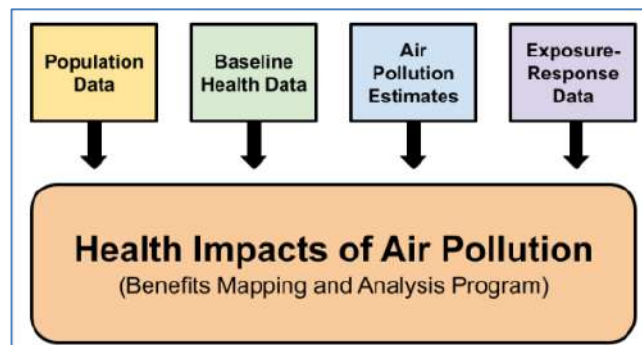 Population
Data
Baseline
Health Data
Air
Pollution
Estimates
Exposure-
Response
Data
Health Impacts of Air Pollution
(Benefits Mapping and Analysis Program)